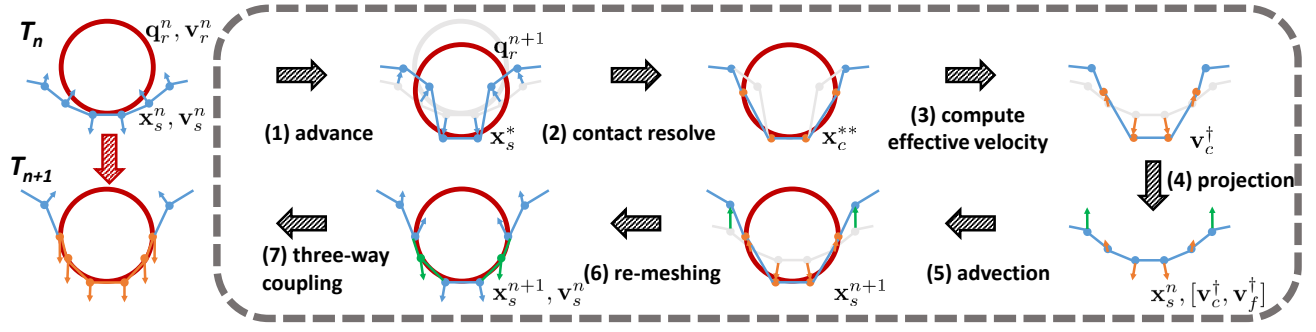 T_n
q_r^n, v_r^n
x_s^n, v_s^n
T_{n+1}
(1) advance
q_r^{n+1}
x_s^*
(2) contact resolve
x_c^{**}
(3) compute
effective velocity
v_c^†
(4) projection
x_s^n, [v_c^†, v_f^†]
(5) advection
x_s^{n+1}
(6) re-meshing
x_s^{n+1}, v_s^n
(7) three-way
coupling